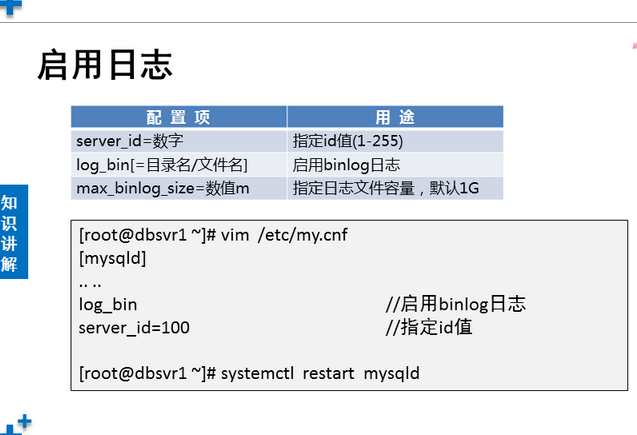 启用日志
配 置 项 用 途
server_id=数字 指定id值(1-255)
log_bin[=目录名/文件名] 启用binlog日志
max_binlog_size=数值m 指定日志文件容量，默认1G
知识讲解
[root@dbsvr1 ~]# vim /etc/my.cnf
[mysqld]
.. ..
log_bin //启用binlog日志
server_id=100 //指定id值
[root@dbsvr1 ~]# systemctl restart mysqld